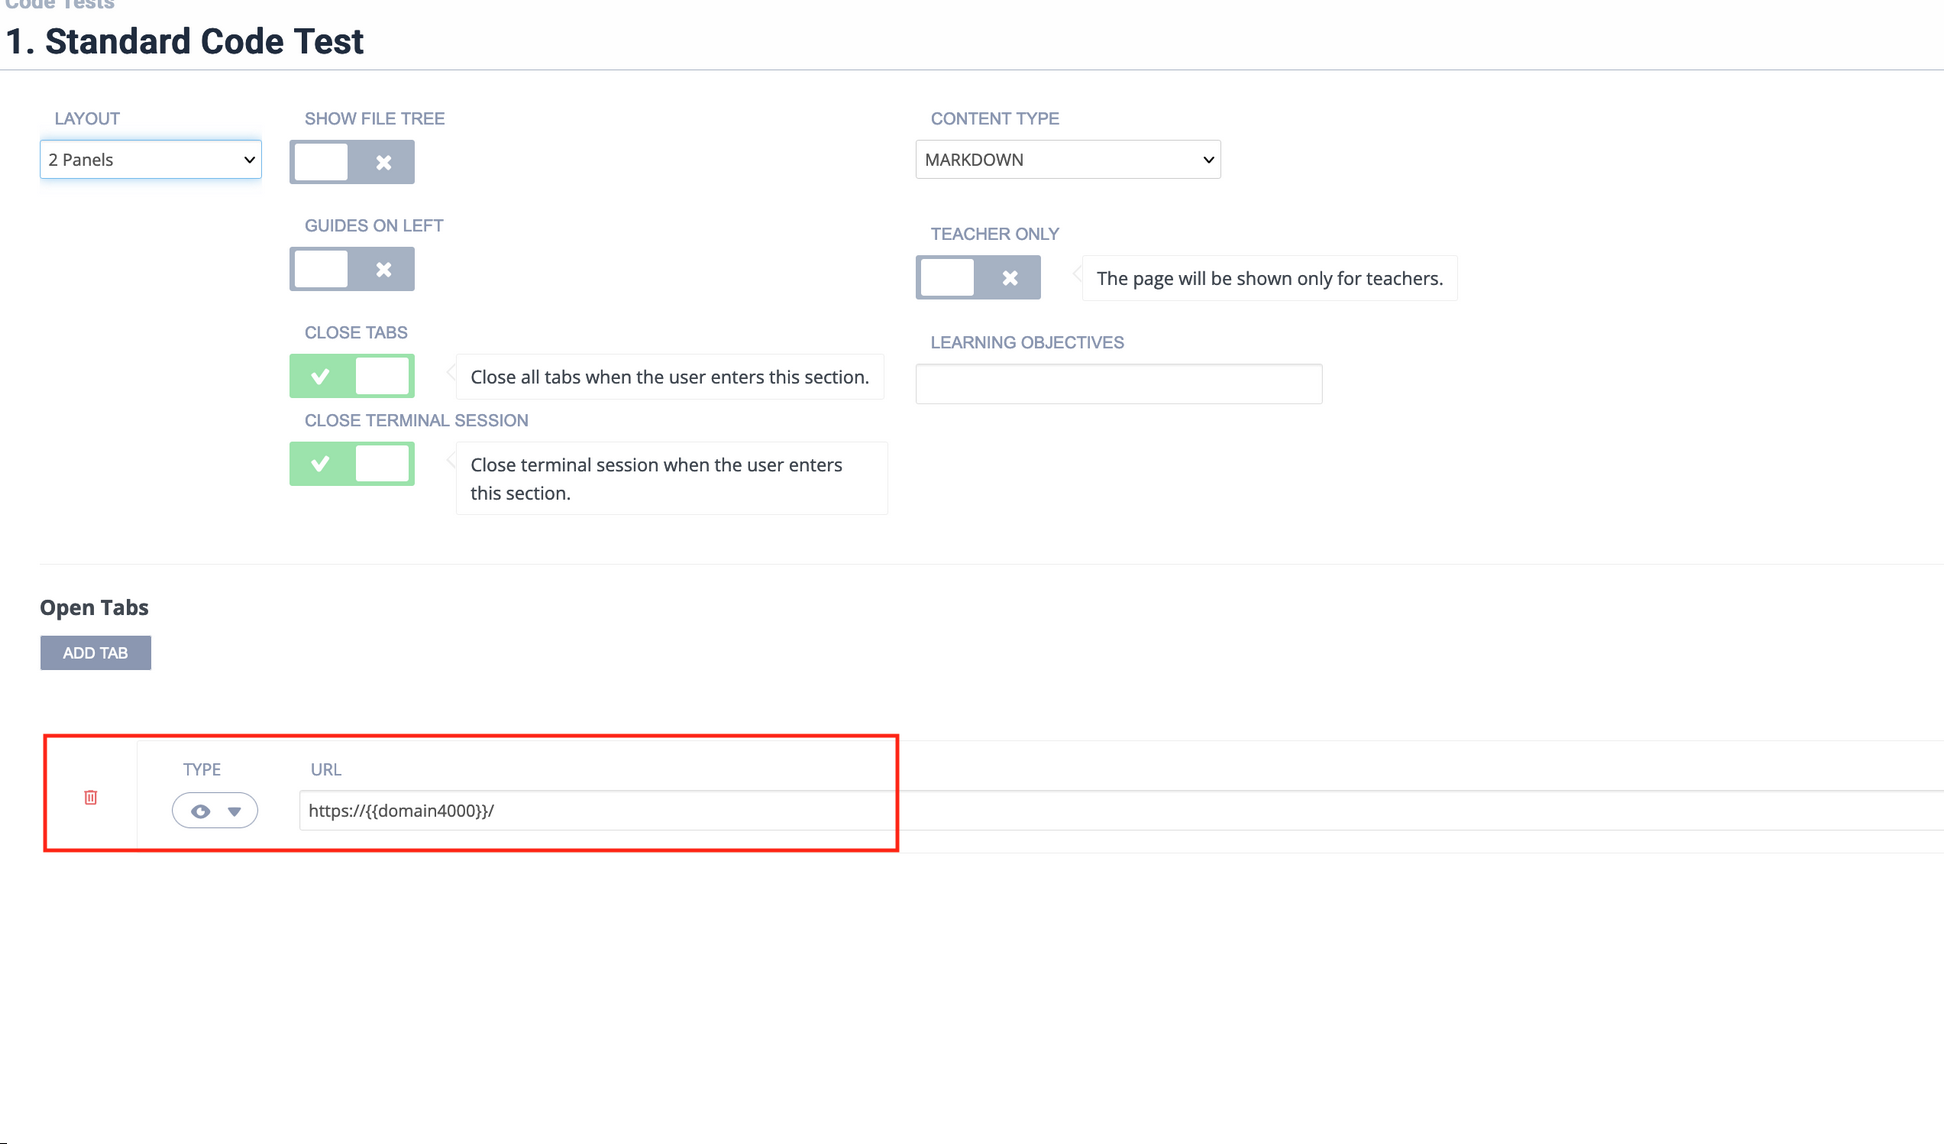 Code Tests
1. Standard Code Test
LAYOUT
2 Panels
SHOW FILE TREE
GUIDES ON LEFT
CLOSE TABS
Close all tabs when the user enters this section.
CLOSE TERMINAL SESSION
Close terminal session when the user enters
this section.
CONTENT TYPE
MARKDOWN
TEACHER ONLY
The page will be shown only for teachers.
LEARNING OBJECTIVES
Open Tabs
ADD TAB
TYPE
URL
https://{{domain4000}}/